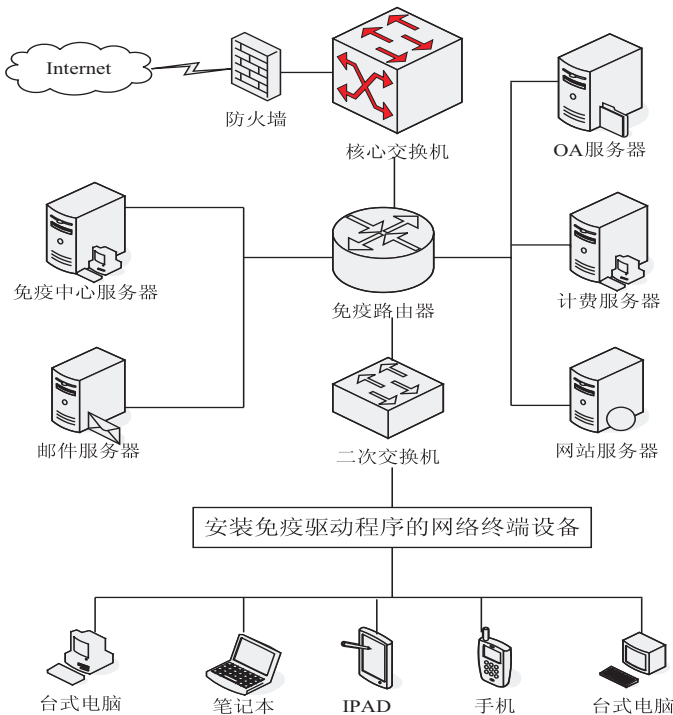 Internet
防火墙
核心交换机
OA服务器
免疫中心服务器
免疫路由器
计费服务器
邮件服务器
二次交换机
网站服务器
安装免疫驱动程序的网络终端设备
台式电脑
笔记本
IPAD
手机
台式电脑